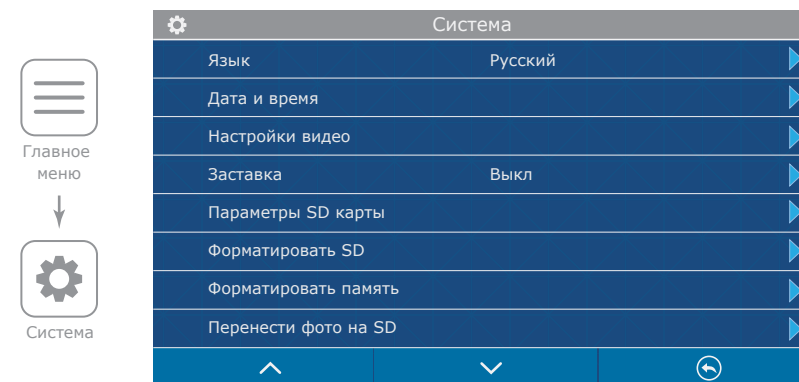 Главное
меню
Система
Система
Язык Русский
Дата и время
Настройки видео
Заставка Выкл
Параметры SD карты
Форматировать SD
Форматировать память
Перенести фото на SD